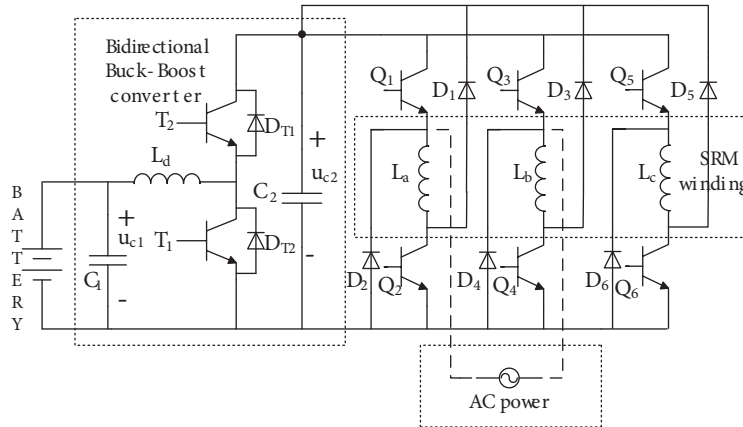 Bidirectional
Buck-Boost
converter
T2
DT1
Ld
BATTERY
+
uc1
-
C1
T1
DT2
C2
+
uc2
-
Q1
D1
Q3
D3
Q5
D5
La
Lb
Lc
SRM
winding
D2
Q2
D4
Q4
D6
Q6
AC power